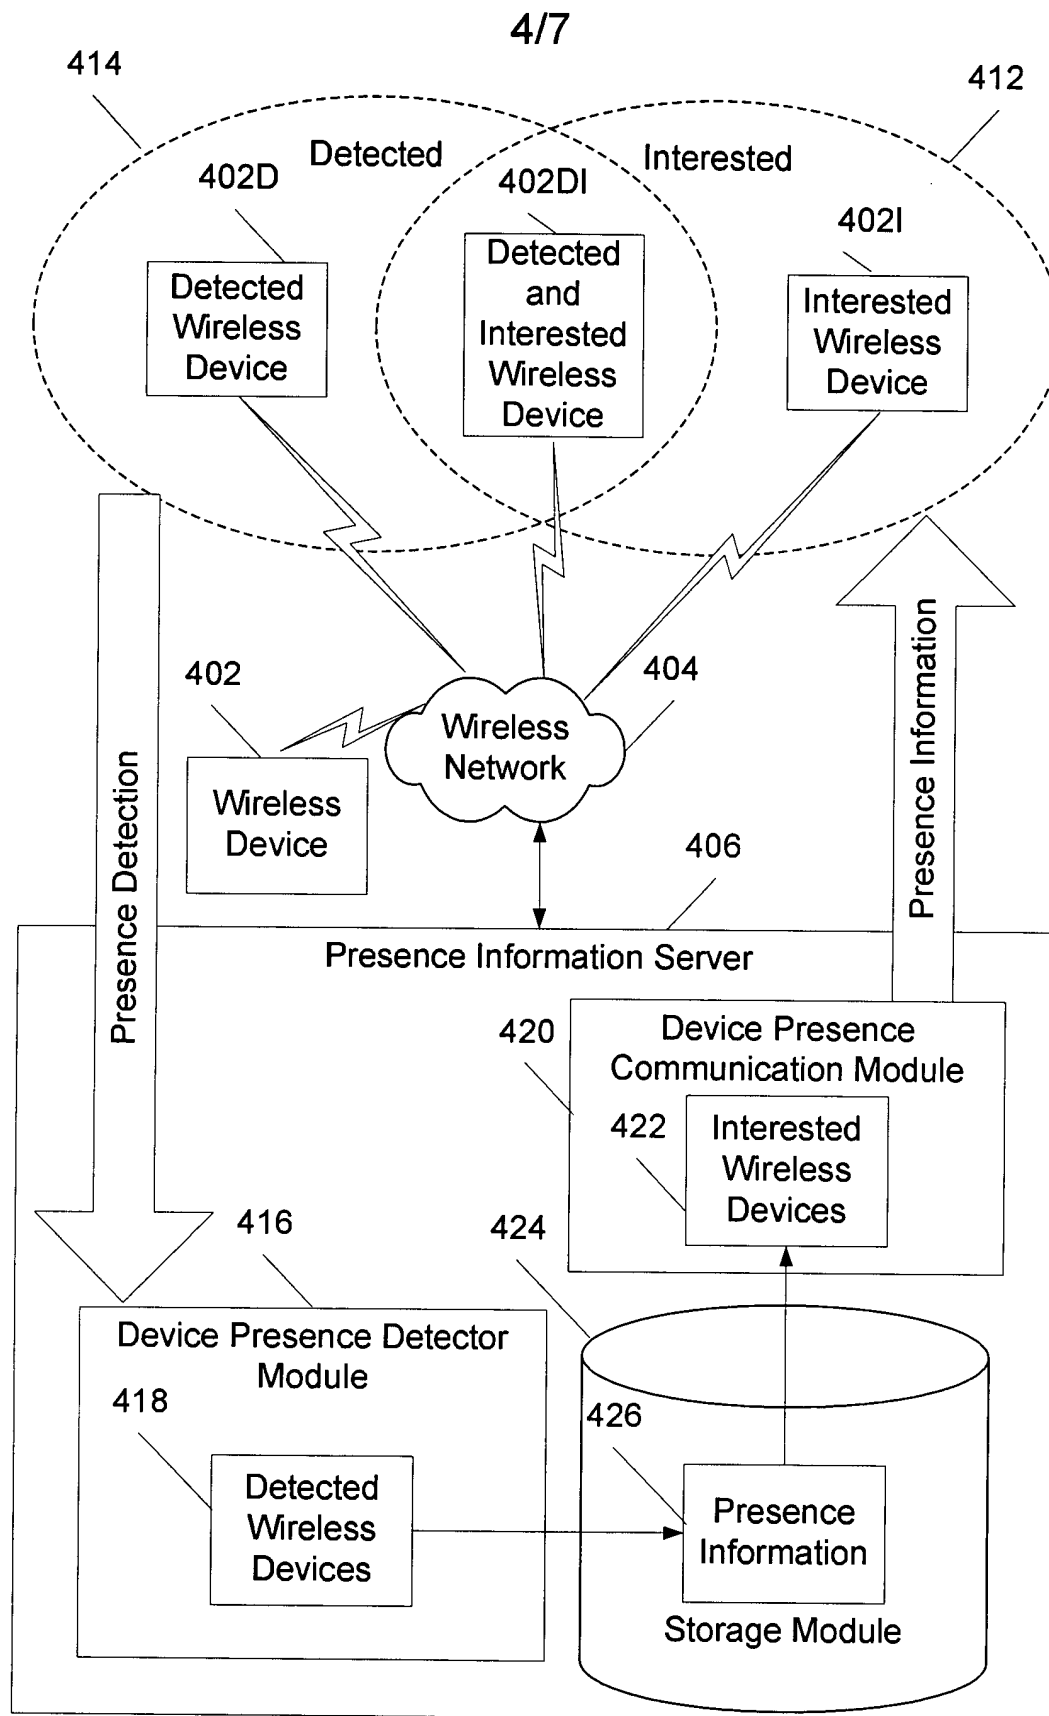 4/7
414
412
Detected
Interested
402D
402DI
402I
Detected
Wireless
Device
Detected
and
Interested
Wireless
Device
Interested
Wireless
Device
402
404
Wireless
Network
Wireless
Device
Presence Detection
Presence Information
406
Presence Information Server
420
Device Presence
Communication Module
422
Interested
Wireless
Devices
416
424
Device Presence Detector
Module
418
Detected
Wireless
Devices
426
Presence
Information
Storage Module